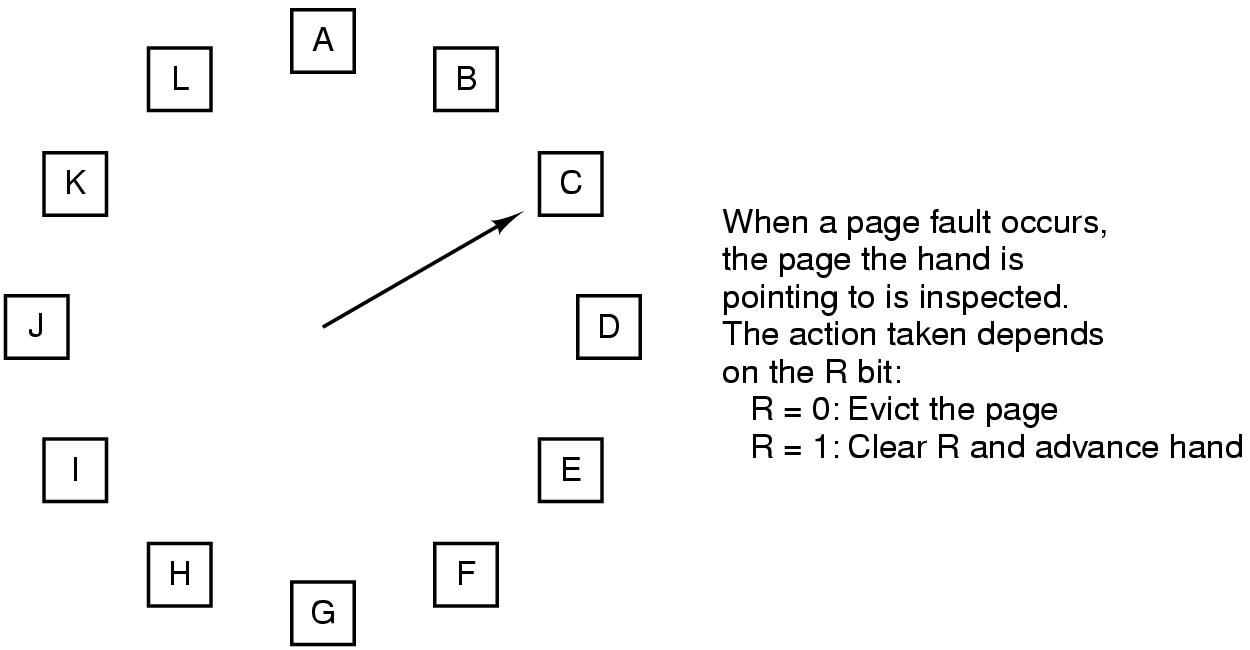 A
L
B
K
C
J
D
I
E
H
F
G
When a page fault occurs,
the page the hand is
pointing to is inspected.
The action taken depends
on the R bit:
R = 0: Evict the page
R = 1: Clear R and advance hand